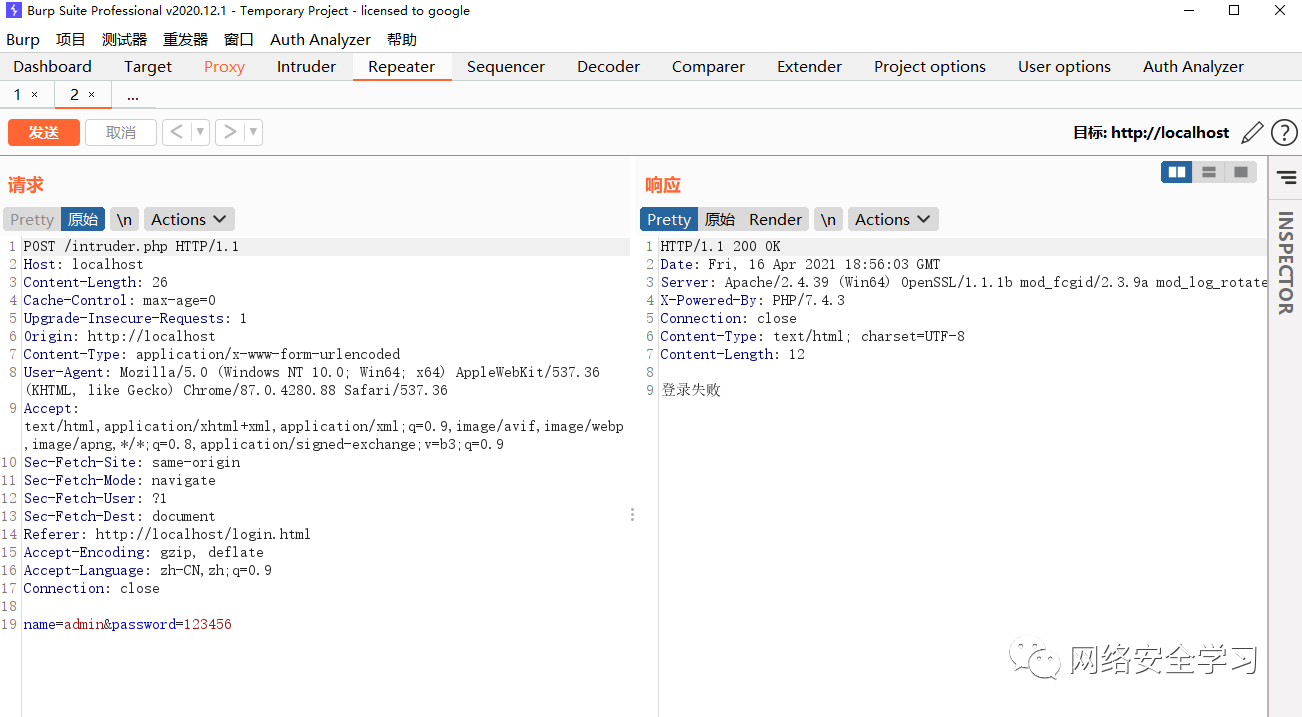 Burp Suite Professional v2020.12.1 - Temporary Project - licensed to google
Burp 项目 测试器 重发器 窗口 Auth Analyzer 帮助
Dashboard Target Proxy Intruder Repeater Sequencer Decoder Comparer Extender Project options User options Auth Analyzer
1 × 2 × ...
发送 取消 < > 目标: http://localhost ?
请求
Pretty 原始 \n Actions
1 POST /intruder.php HTTP/1.1
2 Host: localhost
3 Content-Length: 26
4 Cache-Control: max-age=0
5 Upgrade-Insecure-Requests: 1
6 Origin: http://localhost
7 Content-Type: application/x-www-form-urlencoded
8 User-Agent: Mozilla/5.0 (Windows NT 10.0; Win64; x64) AppleWebKit/537.36
(KHTML, like Gecko) Chrome/87.0.4280.88 Safari/537.36
9 Accept:
text/html,application/xhtml+xml,application/xml;q=0.9,image/avif,image/webp
,image/apng,*/*;q=0.8,application/signed-exchange;v=b3;q=0.9
10 Sec-Fetch-Site: same-origin
11 Sec-Fetch-Mode: navigate
12 Sec-Fetch-User: ?1
13 Sec-Fetch-Dest: document
14 Referer: http://localhost/login.html
15 Accept-Encoding: gzip, deflate
16 Accept-Language: zh-CN,zh;q=0.9
17 Connection: close
18
19 name=admin&password=123456
响应
Pretty 原始 Render \n Actions
1 HTTP/1.1 200 OK
2 Date: Fri, 16 Apr 2021 18:56:03 GMT
3 Server: Apache/2.4.39 (Win64) OpenSSL/1.1.1b mod_fcgid/2.3.9a mod_log_rotate
4 X-Powered-By: PHP/7.4.3
5 Connection: close
6 Content-Type: text/html; charset=UTF-8
7 Content-Length: 12
8
9 登录失败
INSPECTOR
网络安全学习